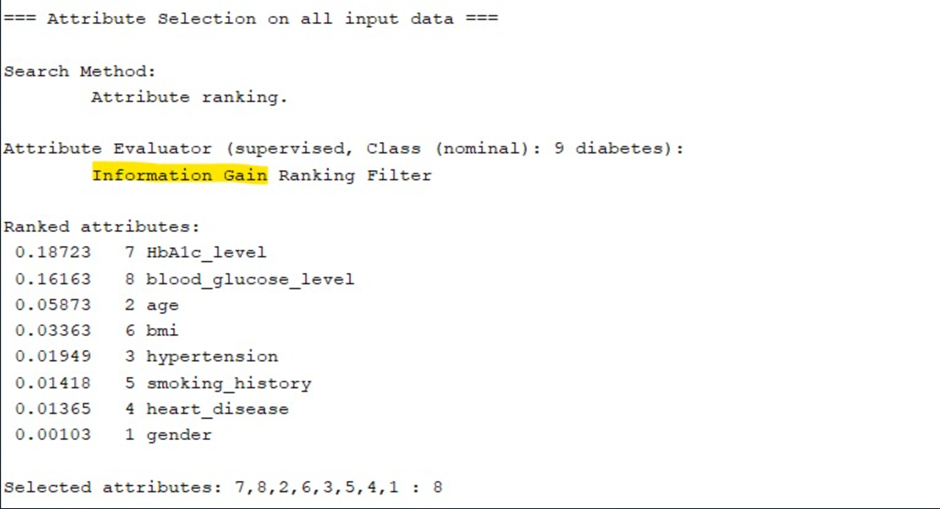 === Attribute Selection on all input data ===
Search Method:
Attribute ranking.
Attribute Evaluator (supervised, Class (nominal): 9 diabetes):
Information Gain Ranking Filter
Ranked attributes:
0.18723 7 HbA1c_level
0.16163 8 blood_glucose_level
0.05873 2 age
0.03363 6 bmi
0.01949 3 hypertension
0.01418 5 smoking_history
0.01365 4 heart_disease
0.00103 1 gender
Selected attributes: 7,8,2,6,3,5,4,1 : 8